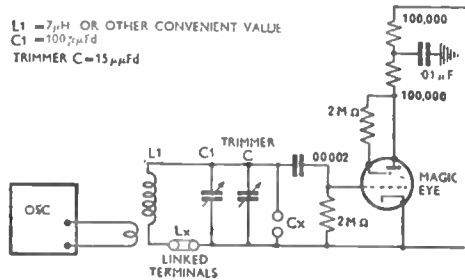 L1 = 7μH OR OTHER CONVENIENT VALUE
C1 = 100μμFd
TRIMMER C = 15μμFd
100,000
·01μF
100,000
2MΩ
TRIMMER
L1
C1
C
·00002
MAGIC
EYE
OSC
Cx
2MΩ
Lx
LINKED
TERMINALS